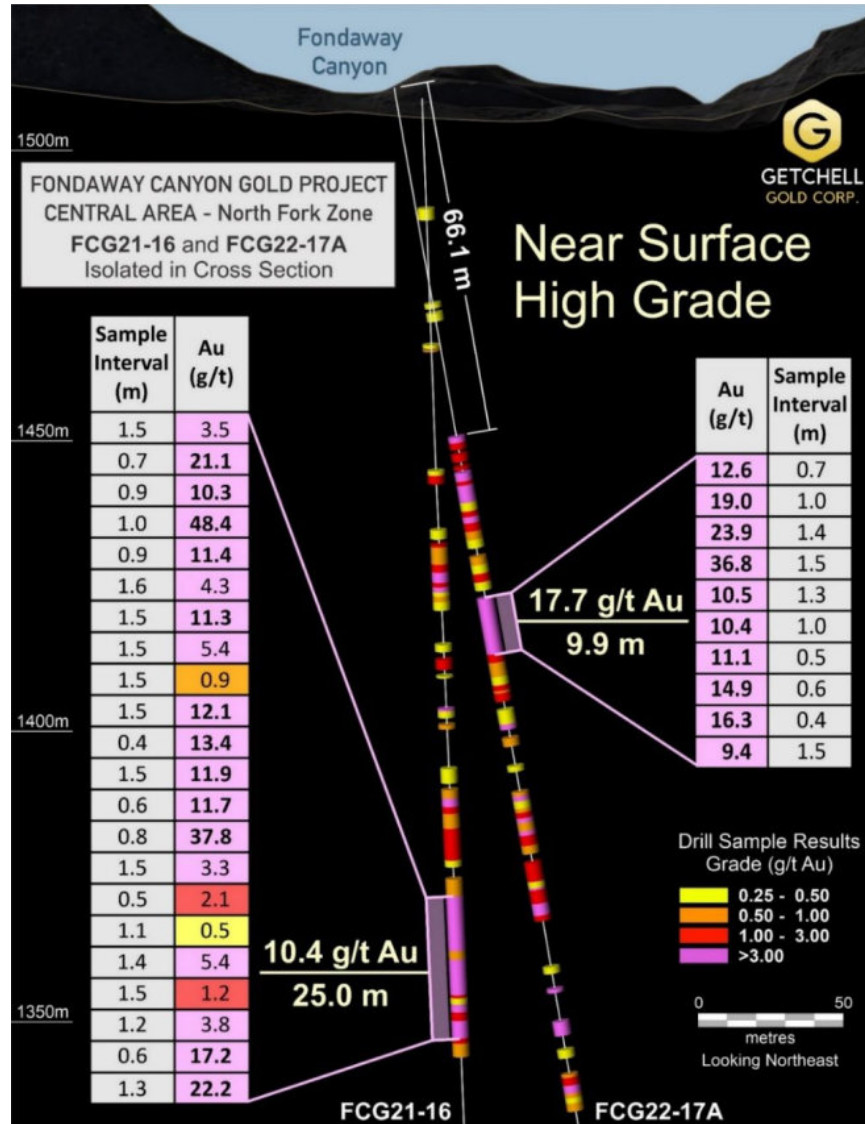 Fondaway
Canyon
1500m
G
GETCHELL
GOLD CORP.
FONDAWAY CANYON GOLD PROJECT
CENTRAL AREA - North Fork Zone
FCG21-16 and FCG22-17A
Isolated in Cross Section
66.1 m
Near Surface
High Grade
Sample Interval (m) Au (g/t)
1.5 3.5
0.7 21.1
0.9 10.3
1.0 48.4
0.9 11.4
1.6 4.3
1.5 11.3
1.5 5.4
1.5 0.9
1.5 12.1
0.4 13.4
1.5 11.9
0.6 11.7
0.8 37.8
1.5 3.3
0.5 2.1
1.1 0.5
1.4 5.4
1.5 1.2
1.2 3.8
0.6 17.2
1.3 22.2
1450m
1400m
1350m
Au (g/t) Sample Interval (m)
12.6 0.7
19.0 1.0
23.9 1.4
36.8 1.5
10.5 1.3
10.4 1.0
11.1 0.5
14.9 0.6
16.3 0.4
9.4 1.5
17.7 g/t Au
9.9 m
10.4 g/t Au
25.0 m
Drill Sample Results
Grade (g/t Au)
0.25 - 0.50
0.50 - 1.00
1.00 - 3.00
>3.00
0 50
metres
Looking Northeast
FCG21-16 FCG22-17A